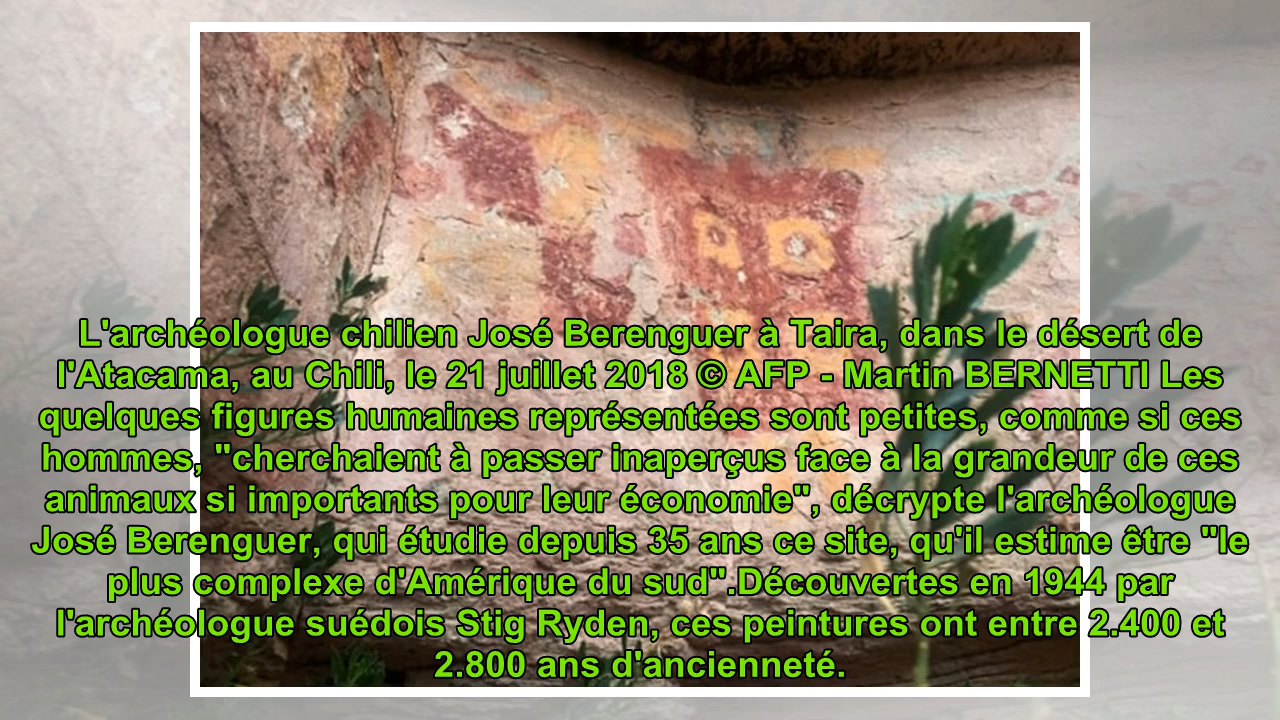 L'archéologue chilien José Berenguer à Taira, dans le désert de
l'Atacama, au Chili, le 21 juillet 2018 © AFP - Martin BERNETTI Les
quelques figures humaines représentées sont petites, comme si ces
hommes, "cherchaient à passer inaperçus face à la grandeur de ces
animaux si importants pour leur économie", décrypte l'archéologue
José Berenguer, qui étudie depuis 35 ans ce site, qu'il estime être "le
plus complexe d'Amérique du sud".Découvertes en 1944 par
l'archéologue suédois Stig Ryden, ces peintures ont entre 2.400 et
2.800 ans d'ancienneté.